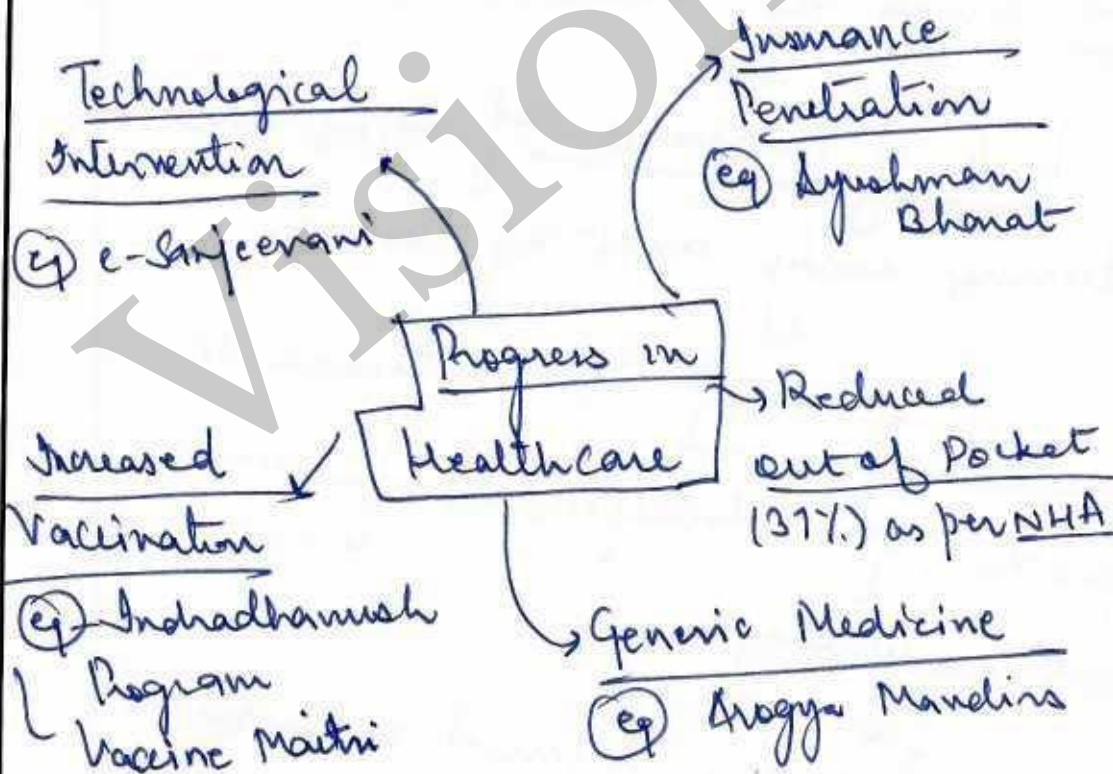 Technological
Intervention
eg e-Sanjeevani
Insurance
Penetration
eg Ayushman
Bharat
Progress in
Healthcare
Reduced
out of Pocket
(37%) as per NHA
Increased
Vaccination
eg - Indradhanush
Program
Vaccine Maitri
Generic Medicine
eg Arogya Mandirs
Vision